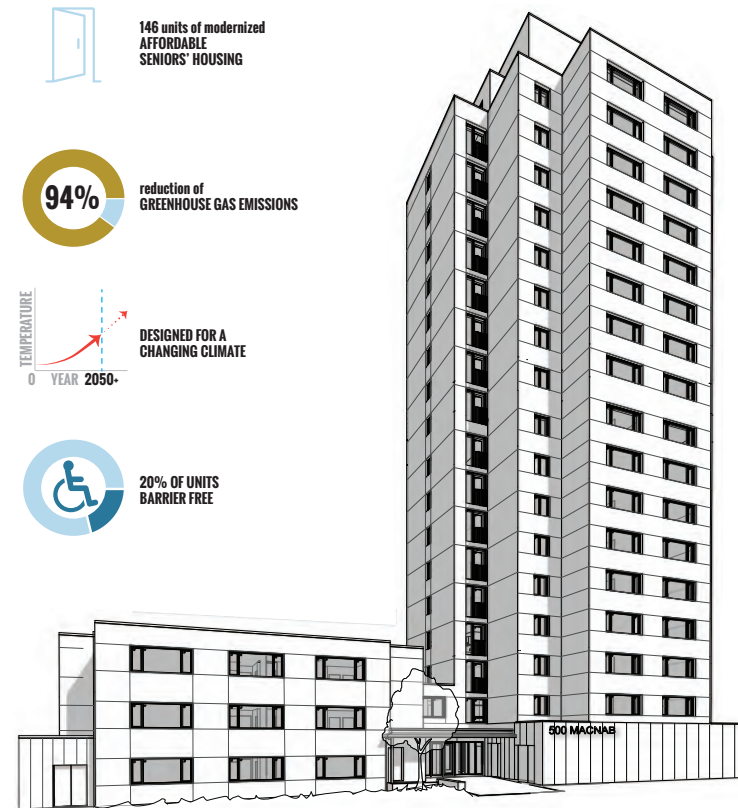 146 units of modernized
AFFORDABLE
SENIORS' HOUSING
94%
reduction of
GREENHOUSE GAS EMISSIONS
TEMPERATURE
0 YEAR 2050+
DESIGNED FOR A
CHANGING CLIMATE
20% OF UNITS
BARRIER FREE
500 MACNAB